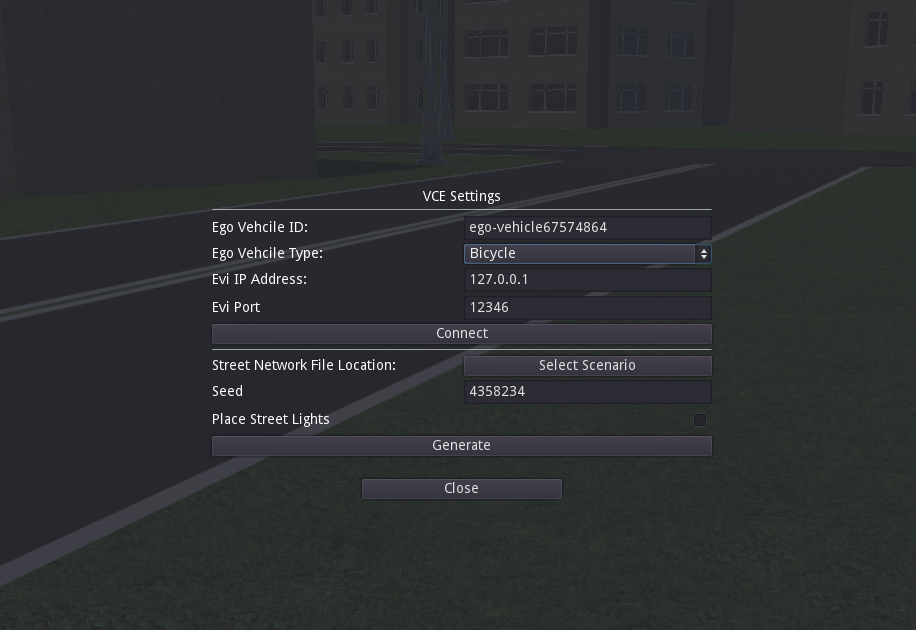 VCE Settings
Ego Vehcile ID: ego-vehicle67574864
Ego Vehcile Type: Bicycle
Evi IP Address: 127.0.0.1
Evi Port 12346
Connect
Street Network File Location: Select Scenario
Seed 4358234
Place Street Lights
Generate
Close